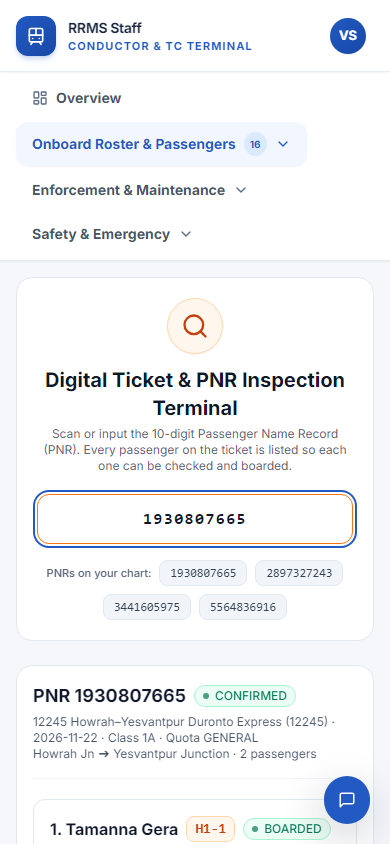 RRMS Staff
CONDUCTOR & TC TERMINAL
VS
Overview
Onboard Roster & Passengers 16
Enforcement & Maintenance
Safety & Emergency
Digital Ticket & PNR Inspection
Terminal
Scan or input the 10-digit Passenger Name Record
(PNR). Every passenger on the ticket is listed so each
one can be checked and boarded.
1930807665
PNRs on your chart: 1930807665 2897327243
3441605975 5564836916
PNR 1930807665 CONFIRMED
12245 Howrah–Yesvantpur Duronto Express (12245) ·
2026-11-22 · Class 1A · Quota GENERAL
Howrah Jn ➔ Yesvantpur Junction · 2 passengers
1. Tamanna Gera H1-1 BOARDED